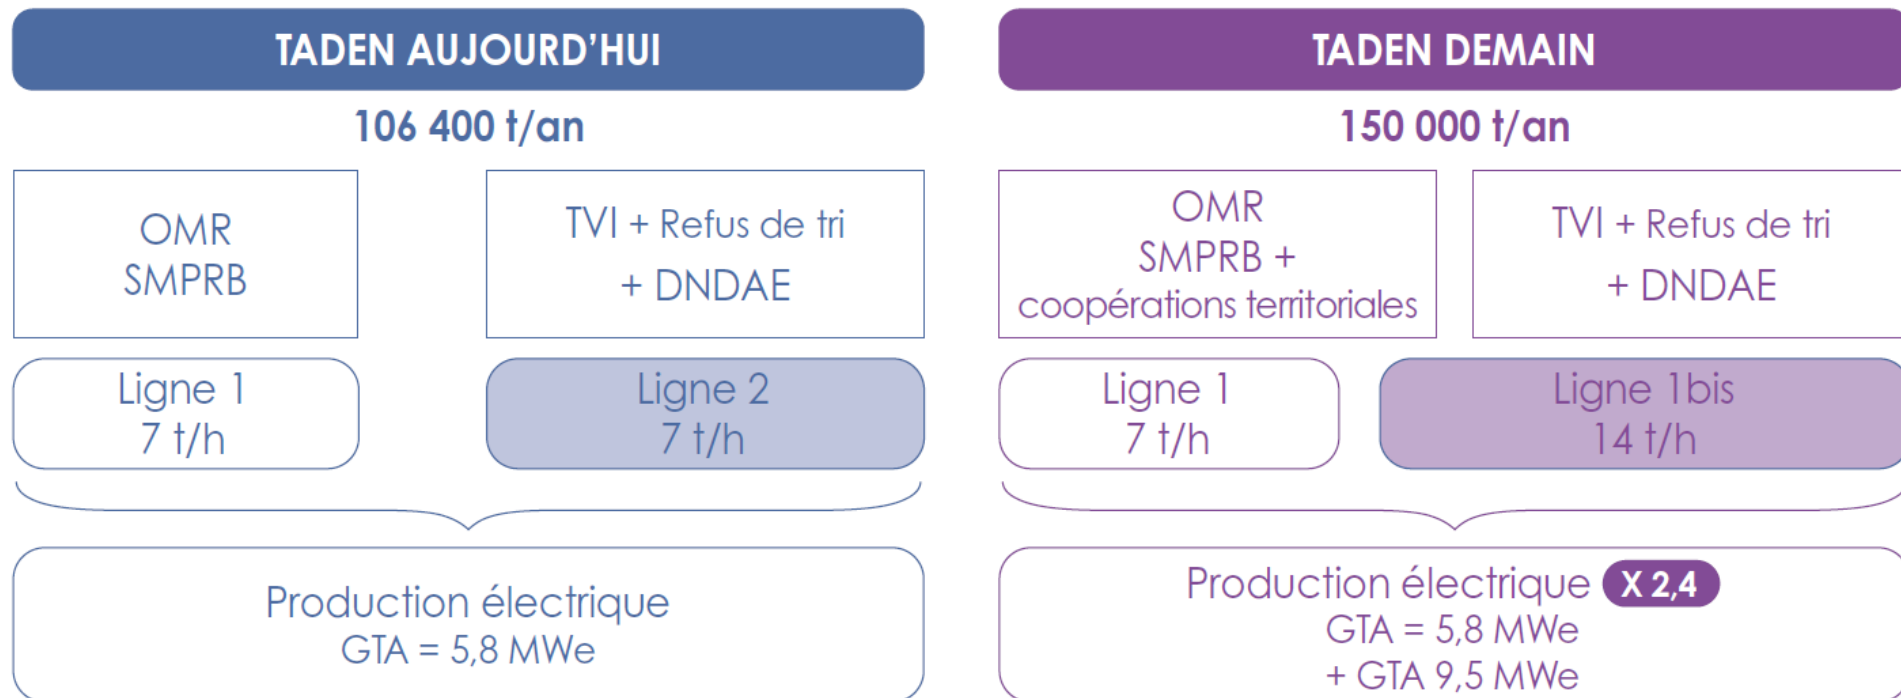 TADEN AUJOURD’HUI
106 400 t/an
OMR
SMPRB
TVI + Refus de tri
+ DNDAE
Ligne 1
7 t/h
Ligne 2
7 t/h
Production électrique
GTA = 5,8 MWe
TADEN DEMAIN
150 000 t/an
OMR
SMPRB +
coopérations territoriales
TVI + Refus de tri
+ DNDAE
Ligne 1
7 t/h
Ligne 1bis
14 t/h
Production électrique X 2,4
GTA = 5,8 MWe
+ GTA 9,5 MWe